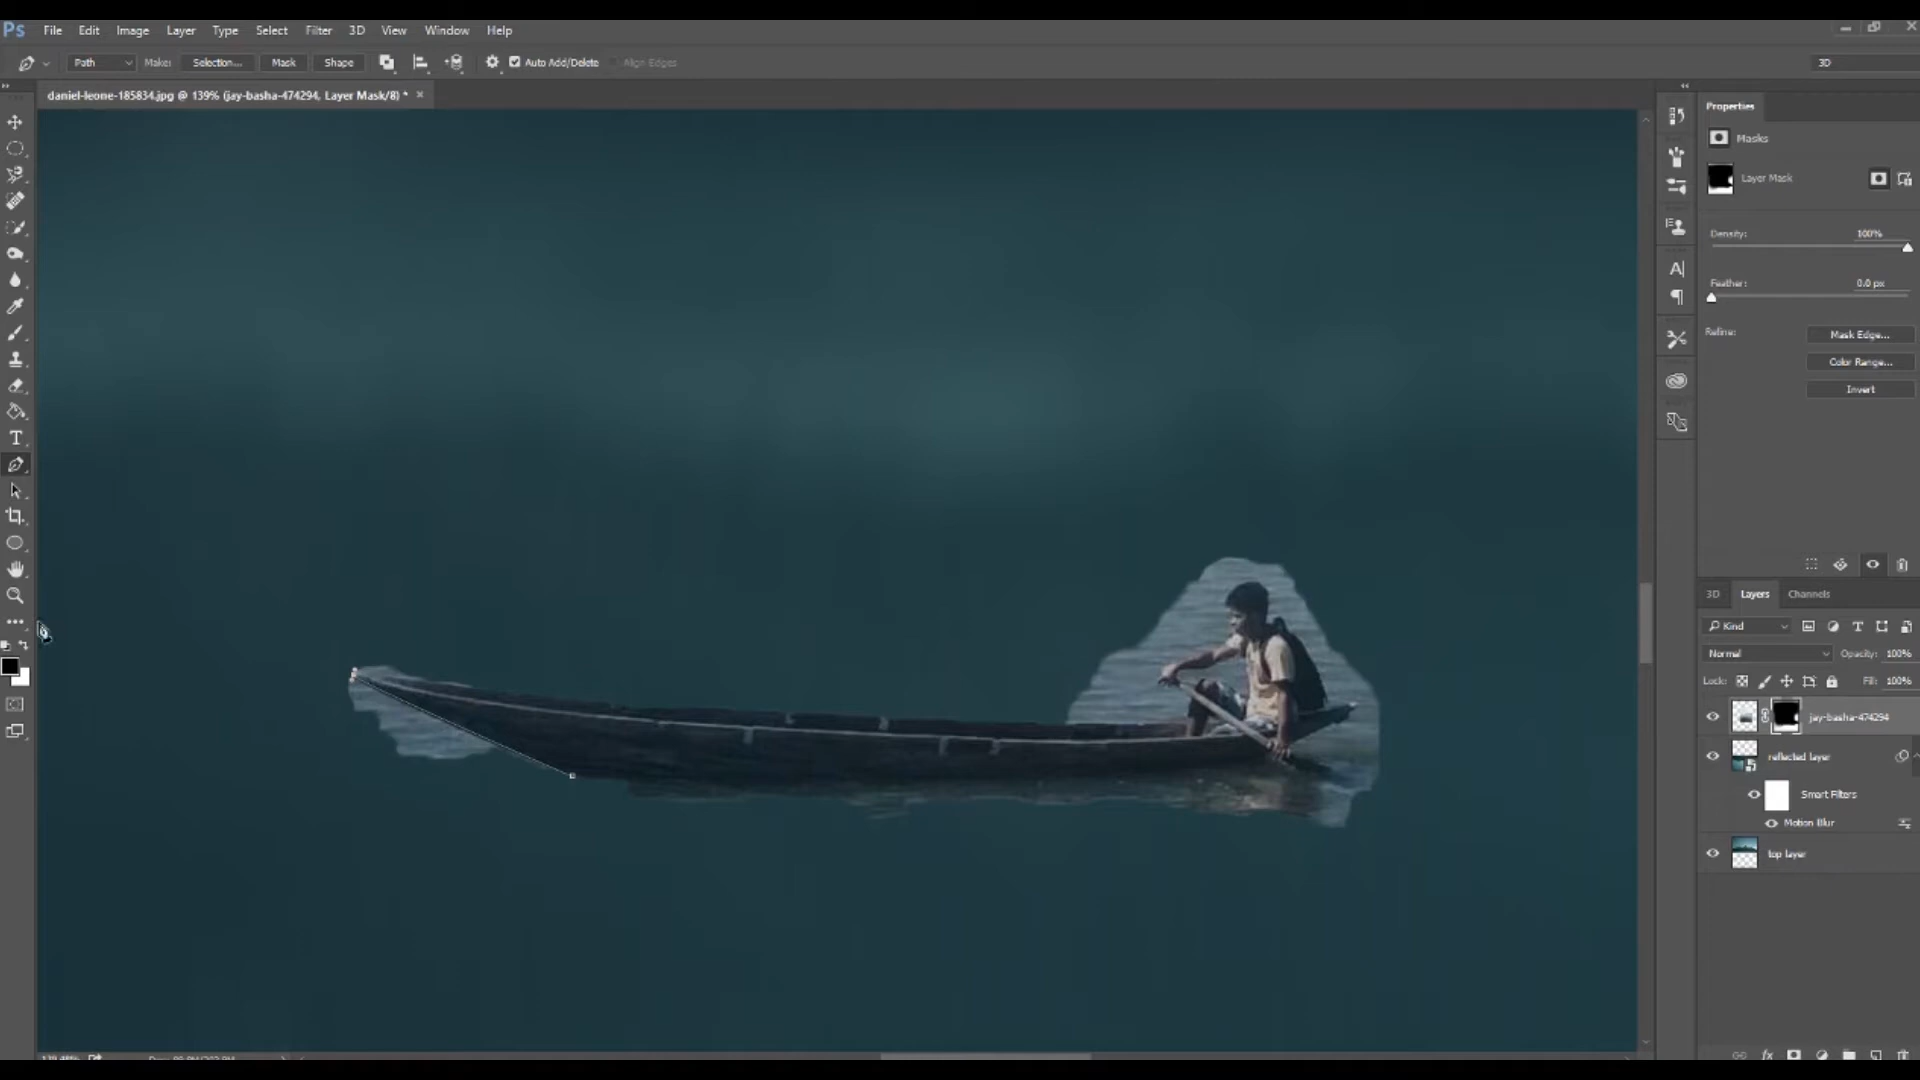 Ps File Edit Image Layer Type Select Filter 3D View Window Help
Path Make: Selection... Mask Shape Auto Add/Delete Align Edges 3D
daniel-leone-185834.jpg @ 139% (jay-basha-474294, Layer Mask/8) * ×
Properties
Masks
Layer Mask
Density: 100%
Feather: 0.0 px
Refine: Mask Edge...
Color Range...
Invert
3D Layers Channels
Kind
Normal Opacity: 100%
Lock: Fill: 100%
jay-basha-474294
reflected layer
Smart Filters
Motion Blur
top layer